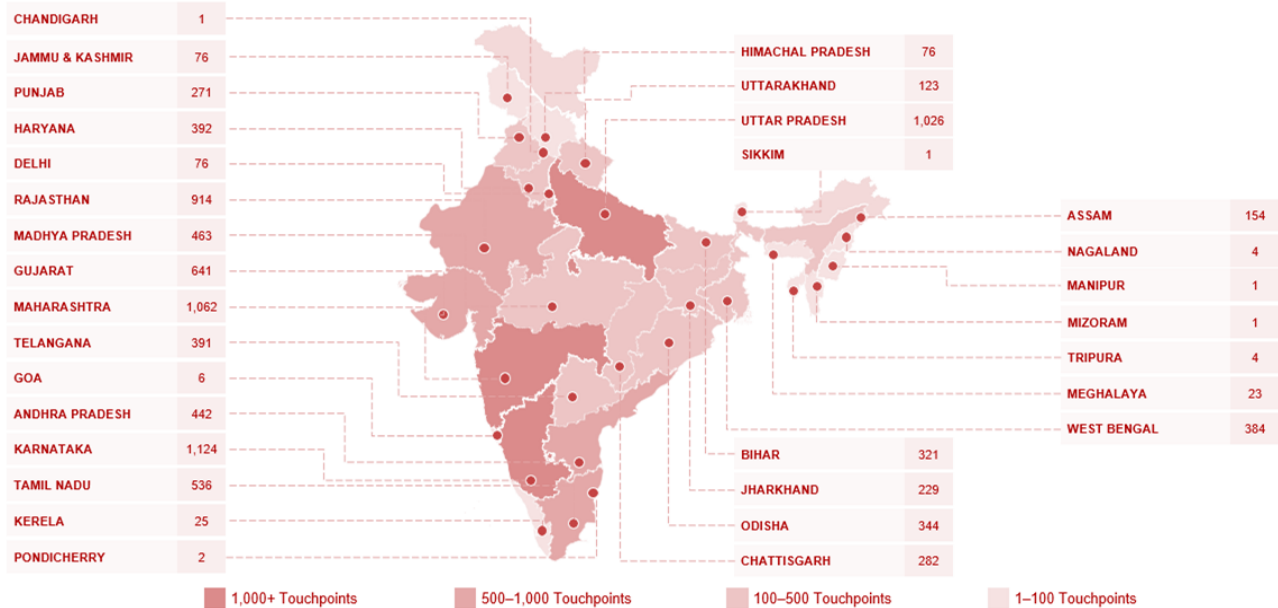 CHANDIGARH 1
JAMMU & KASHMIR 76
PUNJAB 271
HARYANA 392
DELHI 76
RAJASTHAN 914
MADHYA PRADESH 463
GUJARAT 641
MAHARASHTRA 1,062
TELANGANA 391
GOA 6
ANDHRA PRADESH 442
KARNATAKA 1,124
TAMIL NADU 536
KERELA 25
PONDICHERRY 2
HIMACHAL PRADESH 76
UTTARAKHAND 123
UTTAR PRADESH 1,026
SIKKIM 1
ASSAM 154
NAGALAND 4
MANIPUR 1
MIZORAM 1
TRIPURA 4
MEGHALAYA 23
WEST BENGAL 384
BIHAR 321
JHARKHAND 229
ODISHA 344
CHATTISGARH 282
1,000+ Touchpoints
500–1,000 Touchpoints
100–500 Touchpoints
1–100 Touchpoints